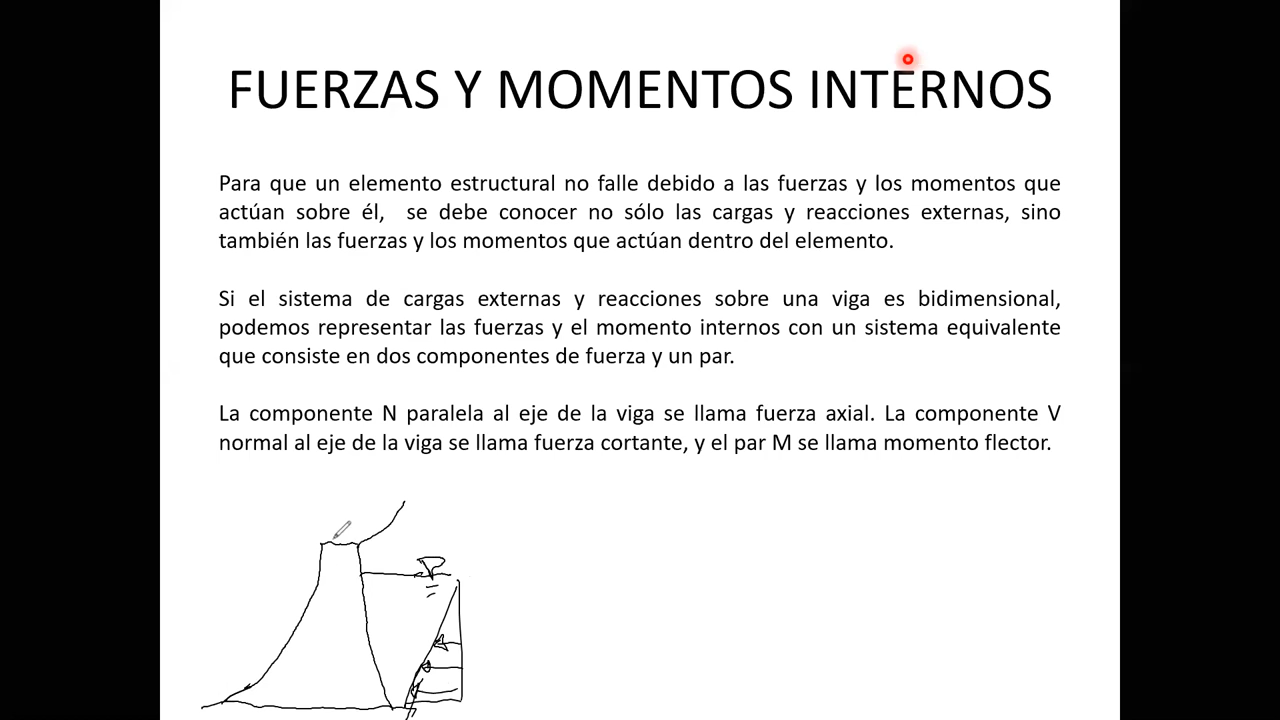 FUERZAS Y MOMENTOS INTERNOS
Para que un elemento estructural no falle debido a las fuerzas y los momentos que
actúan sobre él, se debe conocer no sólo las cargas y reacciones externas, sino
también las fuerzas y los momentos que actúan dentro del elemento.
Si el sistema de cargas externas y reacciones sobre una viga es bidimensional,
podemos representar las fuerzas y el momento internos con un sistema equivalente
que consiste en dos componentes de fuerza y un par.
La componente N paralela al eje de la viga se llama fuerza axial. La componente V
normal al eje de la viga se llama fuerza cortante, y el par M se llama momento flector.